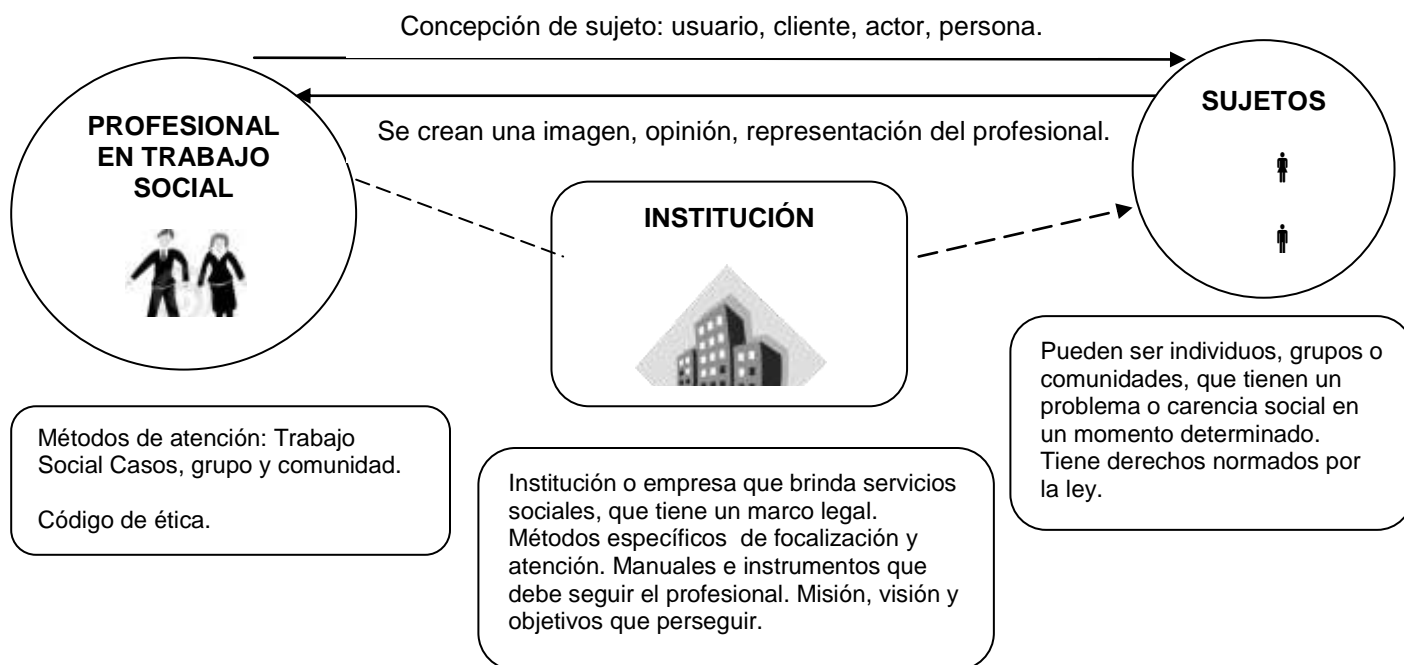 Concepción de sujeto: usuario, cliente, actor, persona.
PROFESIONAL
EN TRABAJO
SOCIAL
SUJETOS
Se crean una imagen, opinión, representación del profesional.
INSTITUCIÓN
Métodos de atención: Trabajo
Social Casos, grupo y comunidad.
Código de ética.
Institución o empresa que brinda servicios
sociales, que tiene un marco legal.
Métodos específicos de focalización y
atención. Manuales e instrumentos que
debe seguir el profesional. Misión, visión y
objetivos que perseguir.
Pueden ser individuos, grupos o
comunidades, que tienen un
problema o carencia social en
un momento determinado.
Tiene derechos normados por
la ley.